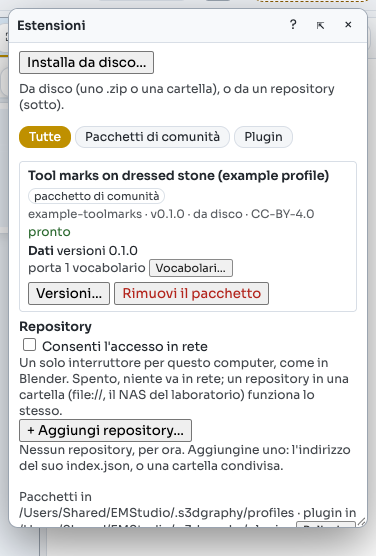 Estensioni ? ⇱ ×
Installa da disco...
Da disco (uno .zip o una cartella), o da un repository
(sotto).
Tutte Pacchetti di comunità Plugin
Tool marks on dressed stone (example profile)
pacchetto di comunità
example-toolmarks · v0.1.0 · da disco · CC-BY-4.0
pronto
Dati versioni 0.1.0
porta 1 vocabolario Vocabolari...
Versioni... Rimuovi il pacchetto
Repository
Consenti l'accesso in rete
Un solo interruttore per questo computer, come in
Blender. Spento, niente va in rete; un repository in una
cartella (file://, il NAS del laboratorio) funziona lo
stesso.
+ Aggiungi repository...
Nessun repository, per ora. Aggiungine uno: l'indirizzo
del suo index.json, o una cartella condivisa.
Pacchetti in
/Users/Shared/EMStudio/.s3dgraphy/profiles · plugin in